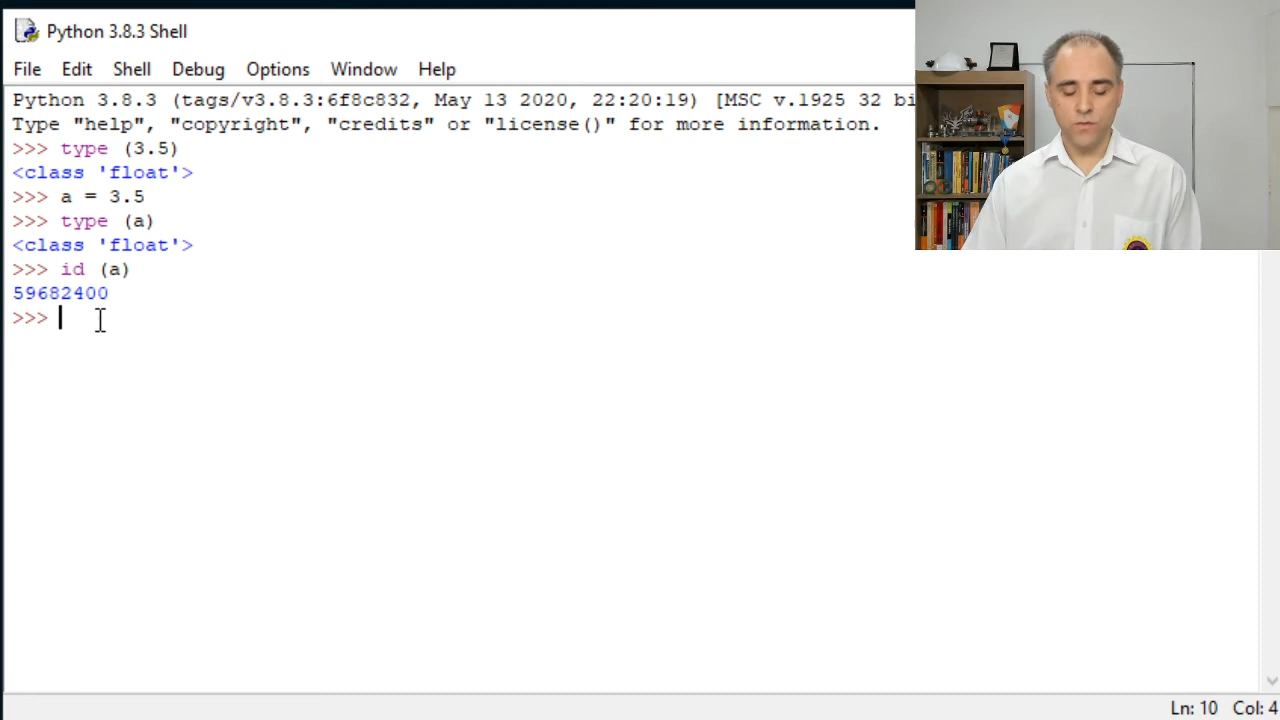 Python 3.8.3 Shell
File Edit Shell Debug Options Window Help
Python 3.8.3 (tags/v3.8.3:6f8c832, May 13 2020, 22:20:19) [MSC v.1925 32 bi
Type "help", "copyright", "credits" or "license()" for more information.
>>> type (3.5)
<class 'float'>
>>> a = 3.5
>>> type (a)
<class 'float'>
>>> id (a)
59682400
>>>
Ln: 10 Col: 4